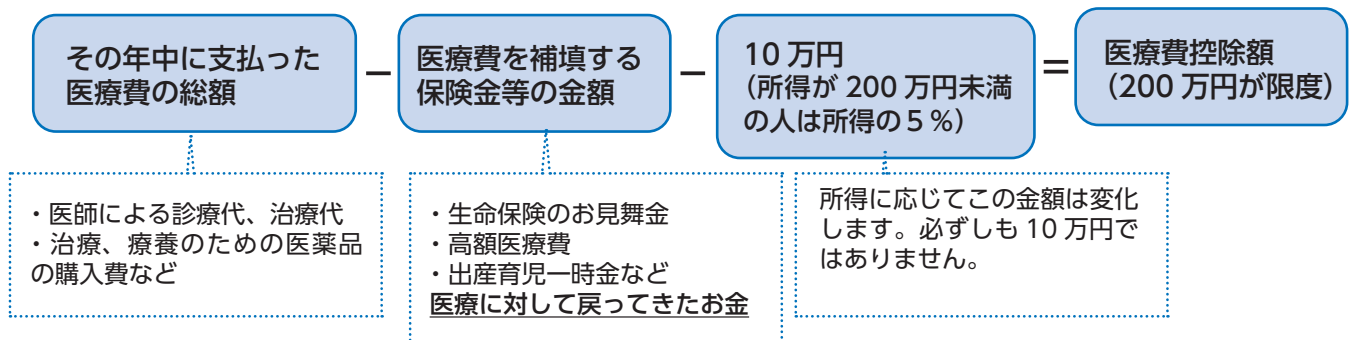 その年中に支払った
医療費の総額
−
医療費を補填する
保険金等の金額
−
10 万円
（所得が 200 万円未満
の人は所得の５%）
＝
医療費控除額
（200 万円が限度）
・医師による診療代、治療代
・治療、療養のための医薬品
の購入費など
・生命保険のお見舞金
・高額医療費
・出産育児一時金など
医療に対して戻ってきたお金
所得に応じてこの金額は変化
します。必ずしも 10 万円で
はありません。